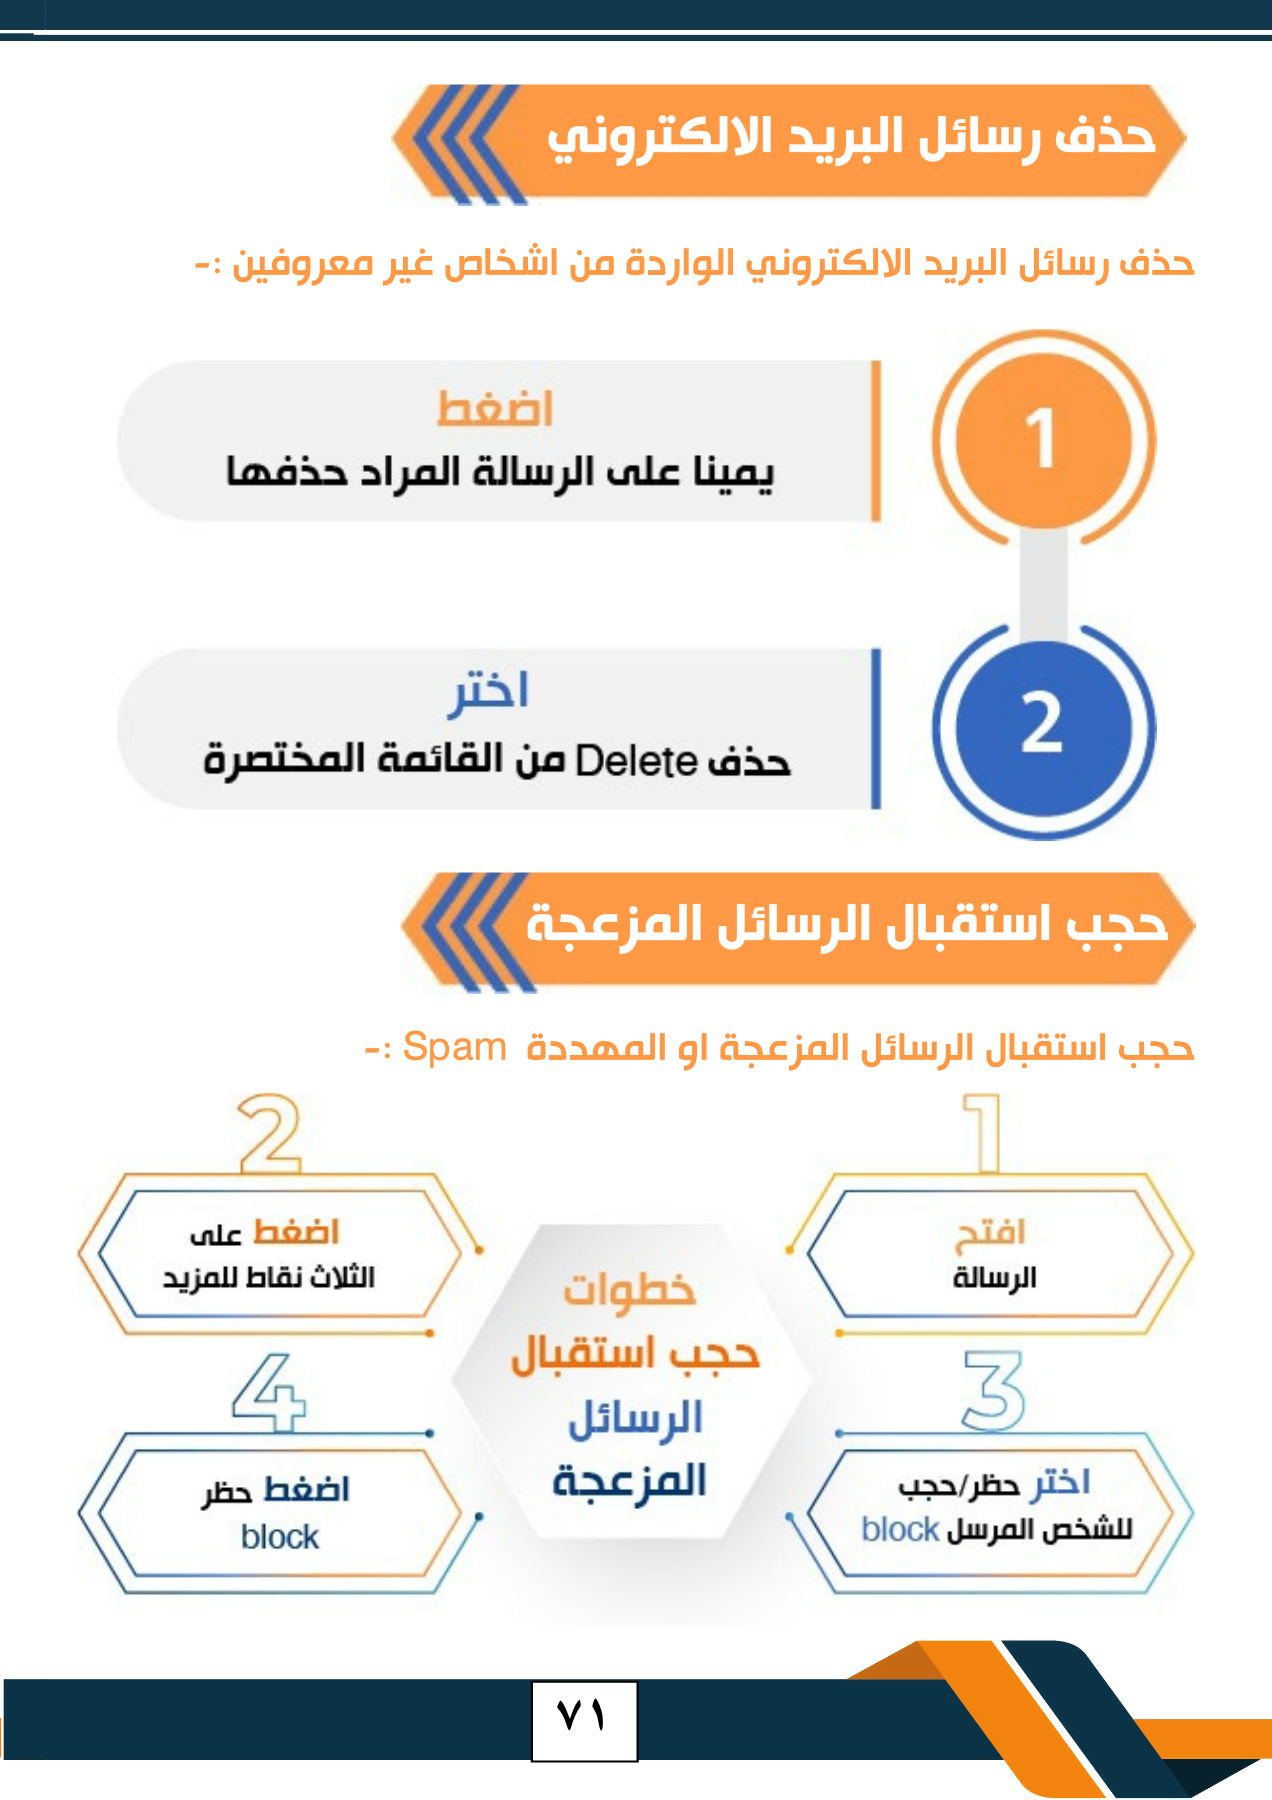 حذف رسائل البريد الالكتروني
حذف رسائل البريد الالكتروني الواردة من اشخاص غير معروفين :-
1
اضغط
يمينا على الرسالة المراد حذفها
2
اختر
حذف Delete من القائمة المختصرة
حجب استقبال الرسائل المزعجة
حجب استقبال الرسائل المزعجة او المهددة Spam :-
خطوات
حجب استقبال
الرسائل
المزعجة
1
افتح
الرسالة
2
اضغط على
الثلاث نقاط للمزيد
3
اختر حظر/حجب
للشخص المرسل block
4
اضغط حظر
block
٧١